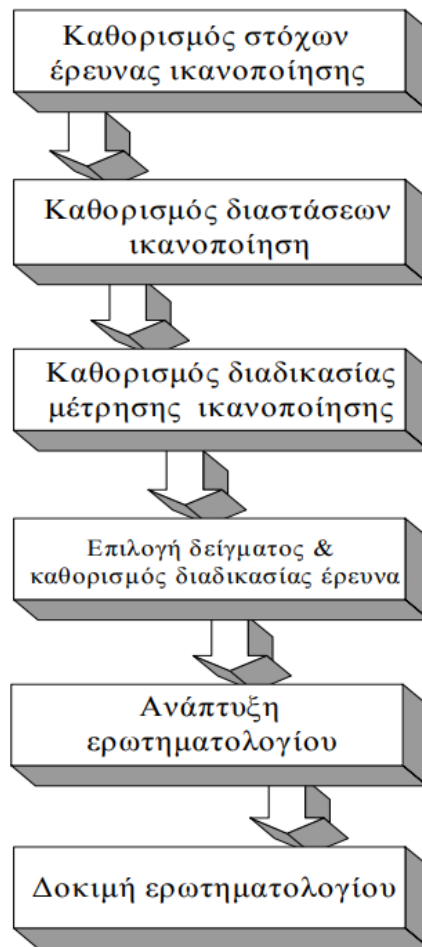 Καθορισμός στόχων
έρευνας ικανοποίησης
Καθορισμός διαστάσεων
ικανοποίηση
Καθορισμός διαδικασίας
μέτρησης ικανοποίησης
Επιλογή δείγματος &
καθορισμός διαδικασίας έρευνα
Ανάπτυξη
ερωτηματολογίου
Δοκιμή ερωτηματολογίου